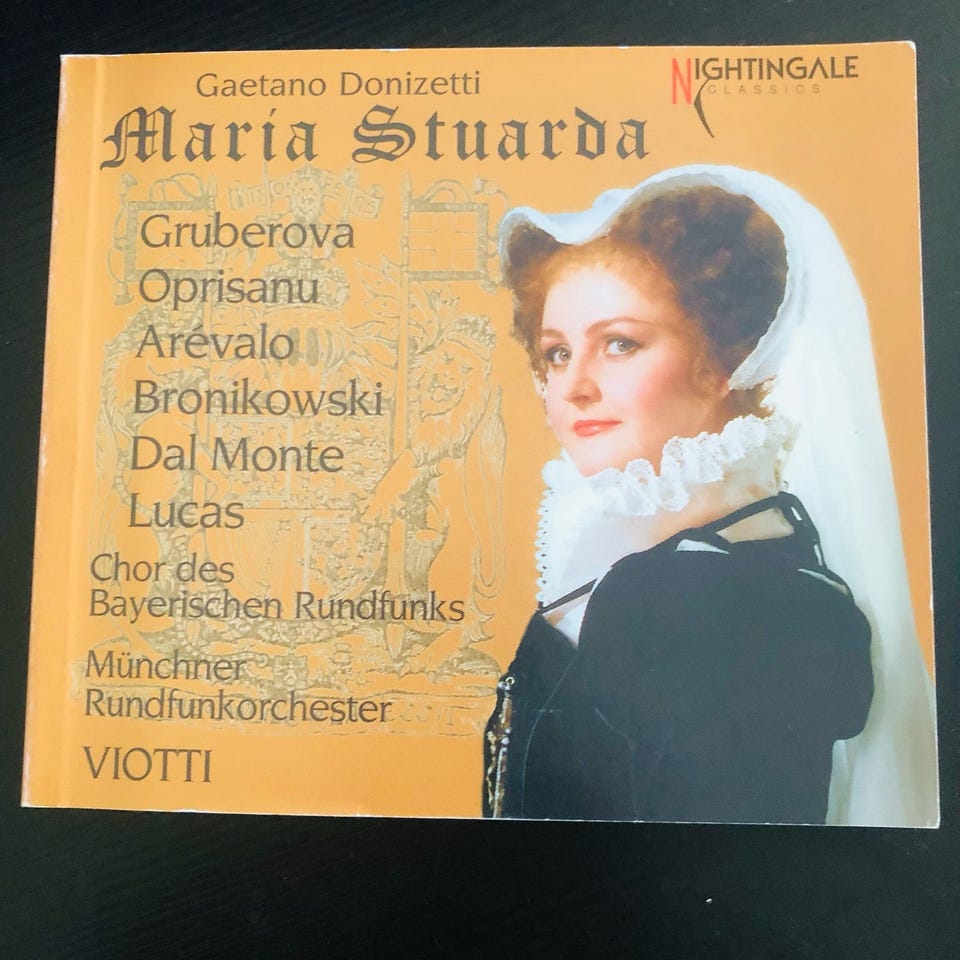 Gaetano Donizetti
NIGHTINGALE
CLASSICS
Maria Stuarda
Gruberova
Oprisanu
Arévalo
Bronikowski
Dal Monte
Lucas
Chor des
Bayerischen Rundfunks
Münchner
Rundfunkorchester
VIOTTI